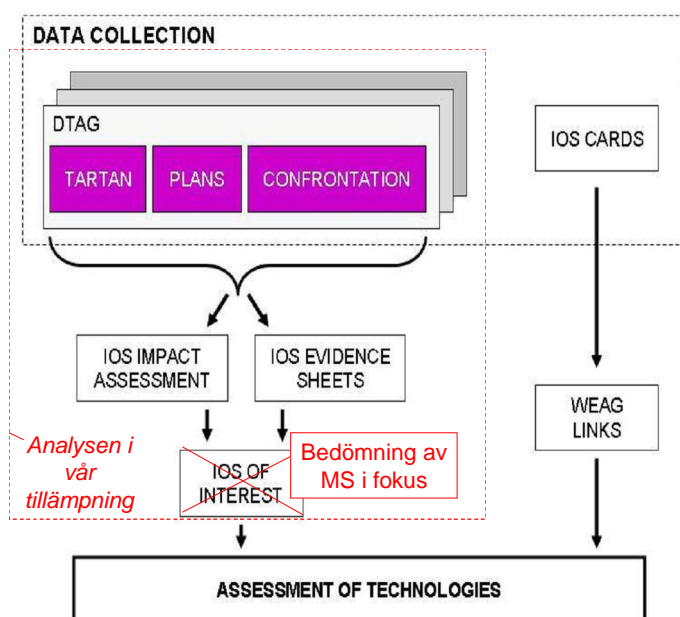 DATA COLLECTION
DTAG
TARTAN
PLANS
CONFRONTATION
IOS CARDS
IOS IMPACT
ASSESSMENT
IOS EVIDENCE
SHEETS
WEAG
LINKS
Analysen i
vår
tillämpning
IOS OF
INTEREST
Bedömning av
MS i fokus
ASSESSMENT OF TECHNOLOGIES